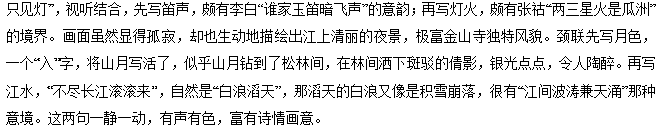 只见灯”，视听结合，先写笛声，颇有李白“谁家玉笛暗飞声”的意韵；再写灯火，颇有张祜“两三星火是瓜洲”
的境界。画面虽然显得孤寂，却也生动地描绘出江上清丽的夜景，极富金山寺独特风貌。颈联先写月色，
一个“入”字，将山月写活了，似乎山月钻到了松林间，在林间洒下斑驳的倩影，银光点点，令人陶醉。再写
江水，“不尽长江滚滚来”，自然是“白浪滔天”，那滔天的白浪又像是积雪崩落，很有“江间波涛兼天涌”那种
意境。这两句一静一动，有声有色，富有诗情画意。